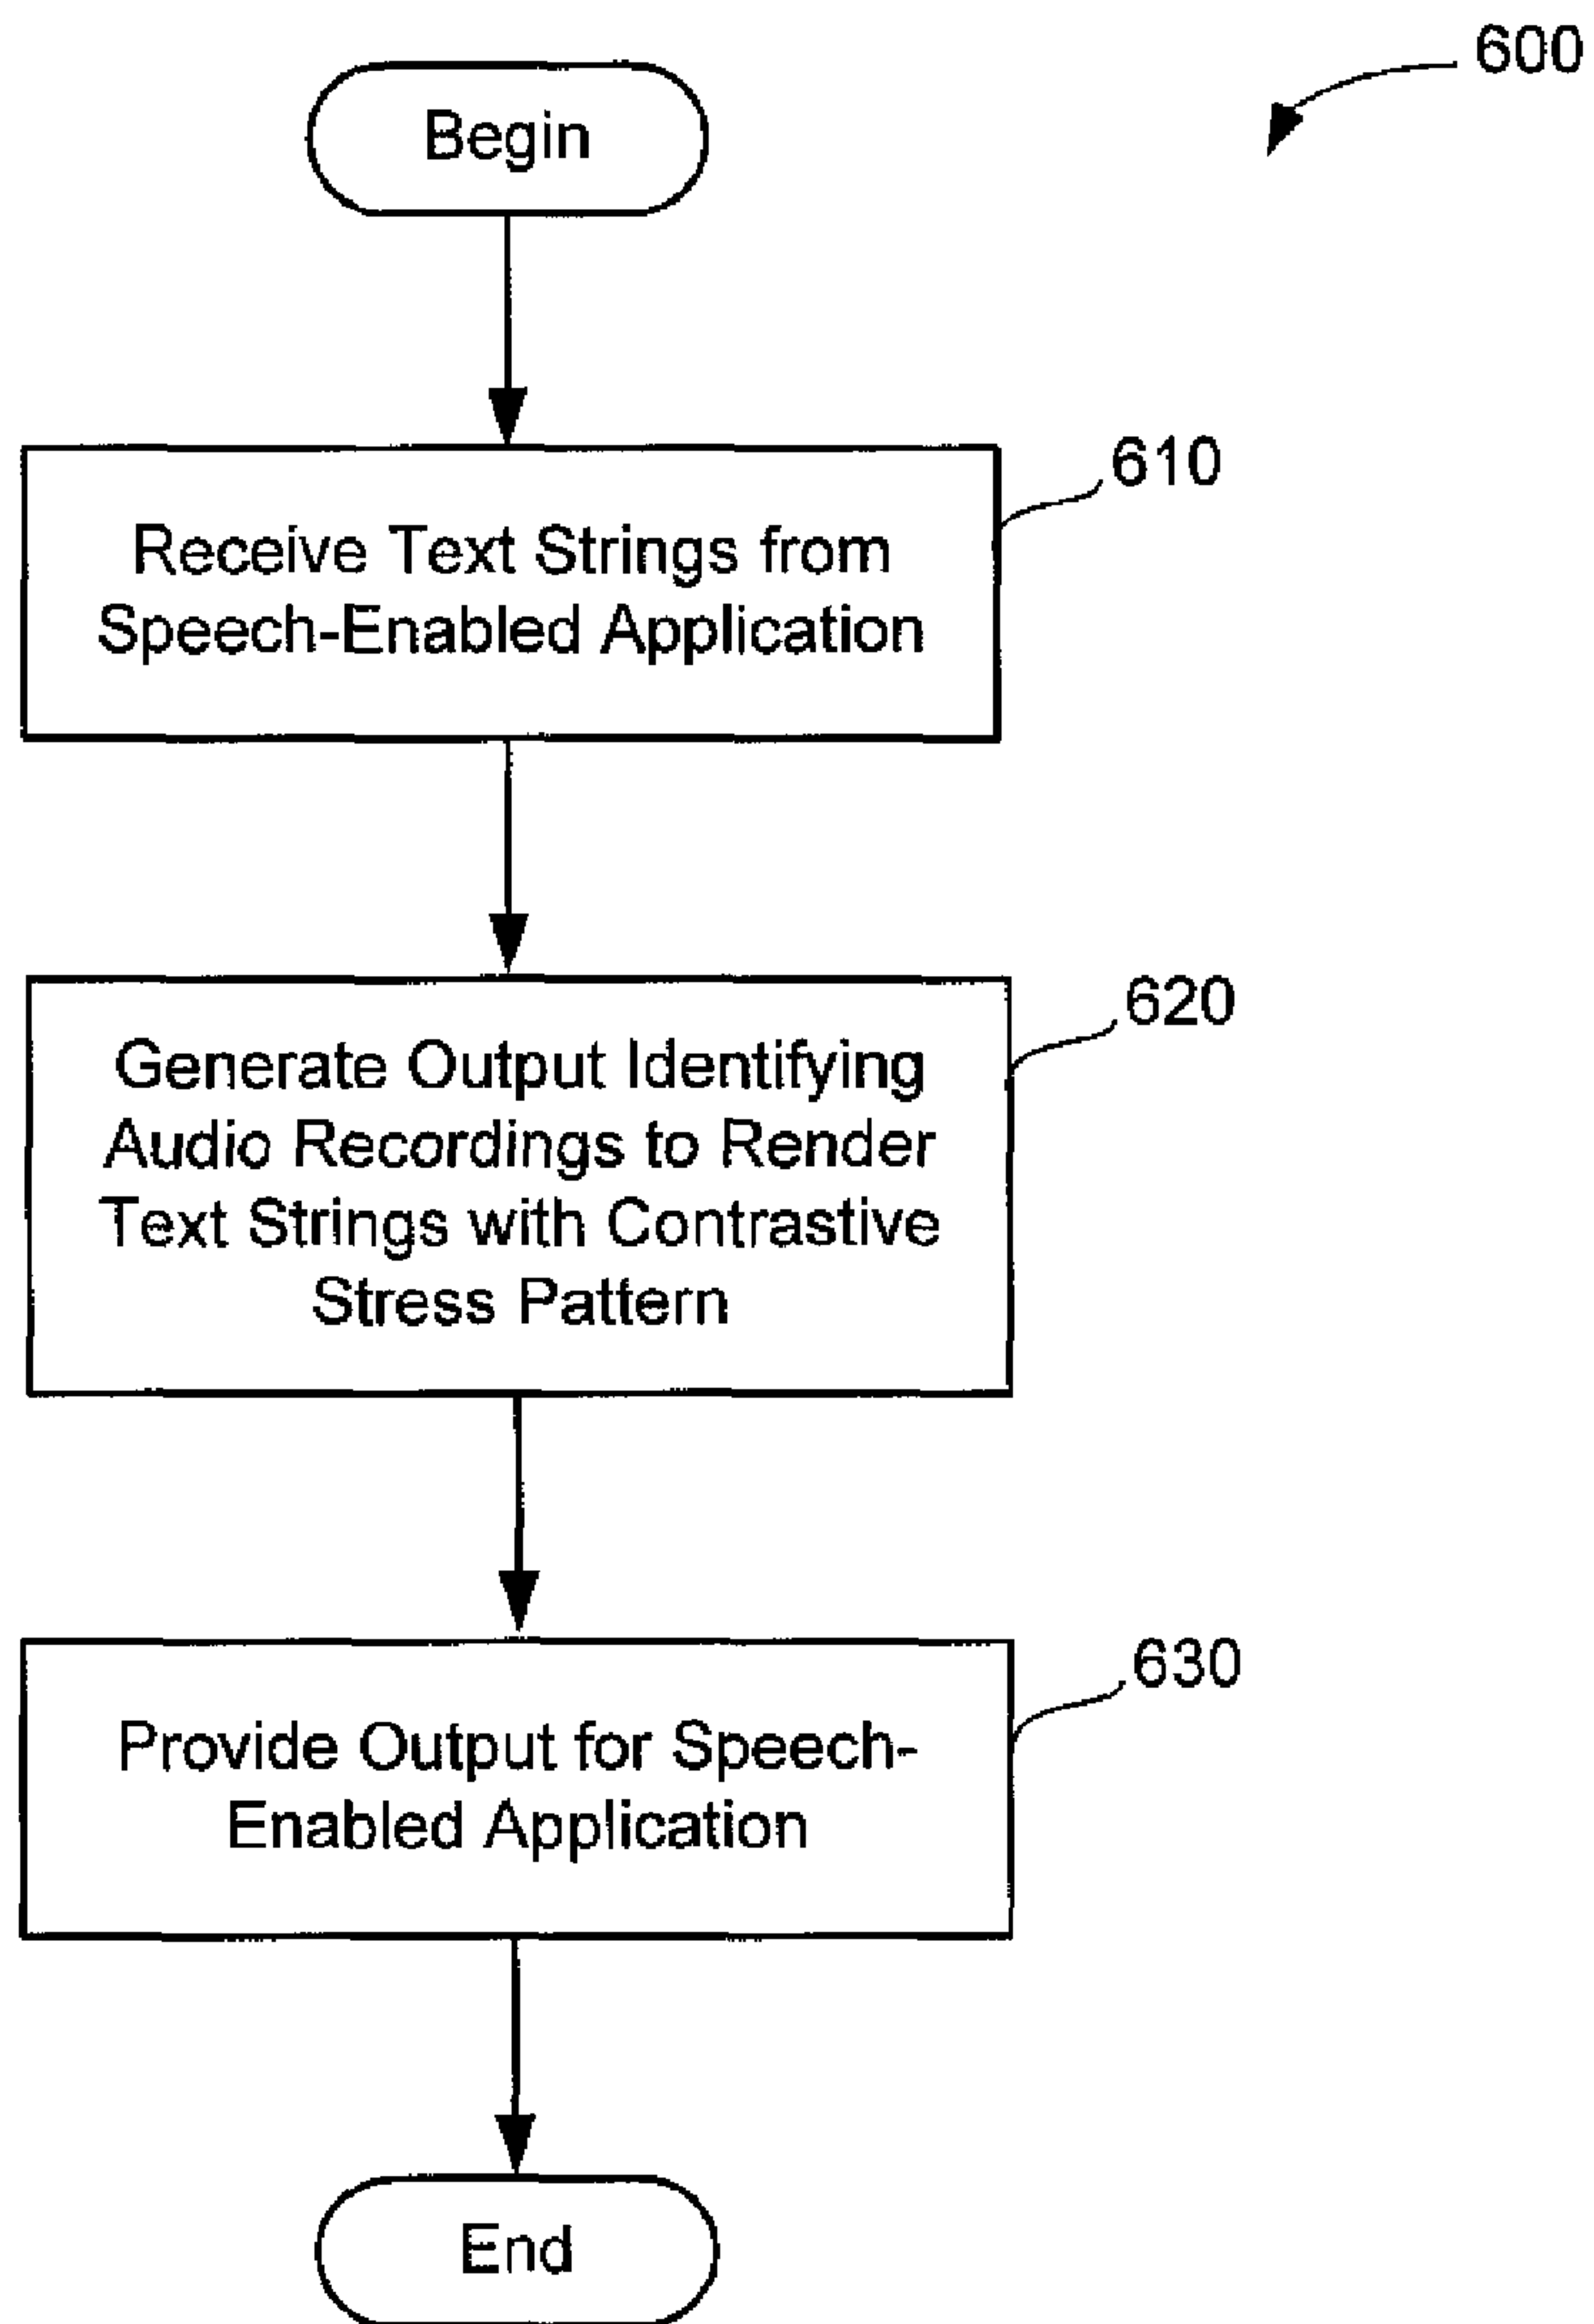 600
Begin
610
Receive Text Strings from
Speech-Enabled Application
620
Generate Output Identifying
Audio Recordings to Render
Text Strings with Contrastive
Stress Pattern
630
Provide Output for Speech-
Enabled Application
End